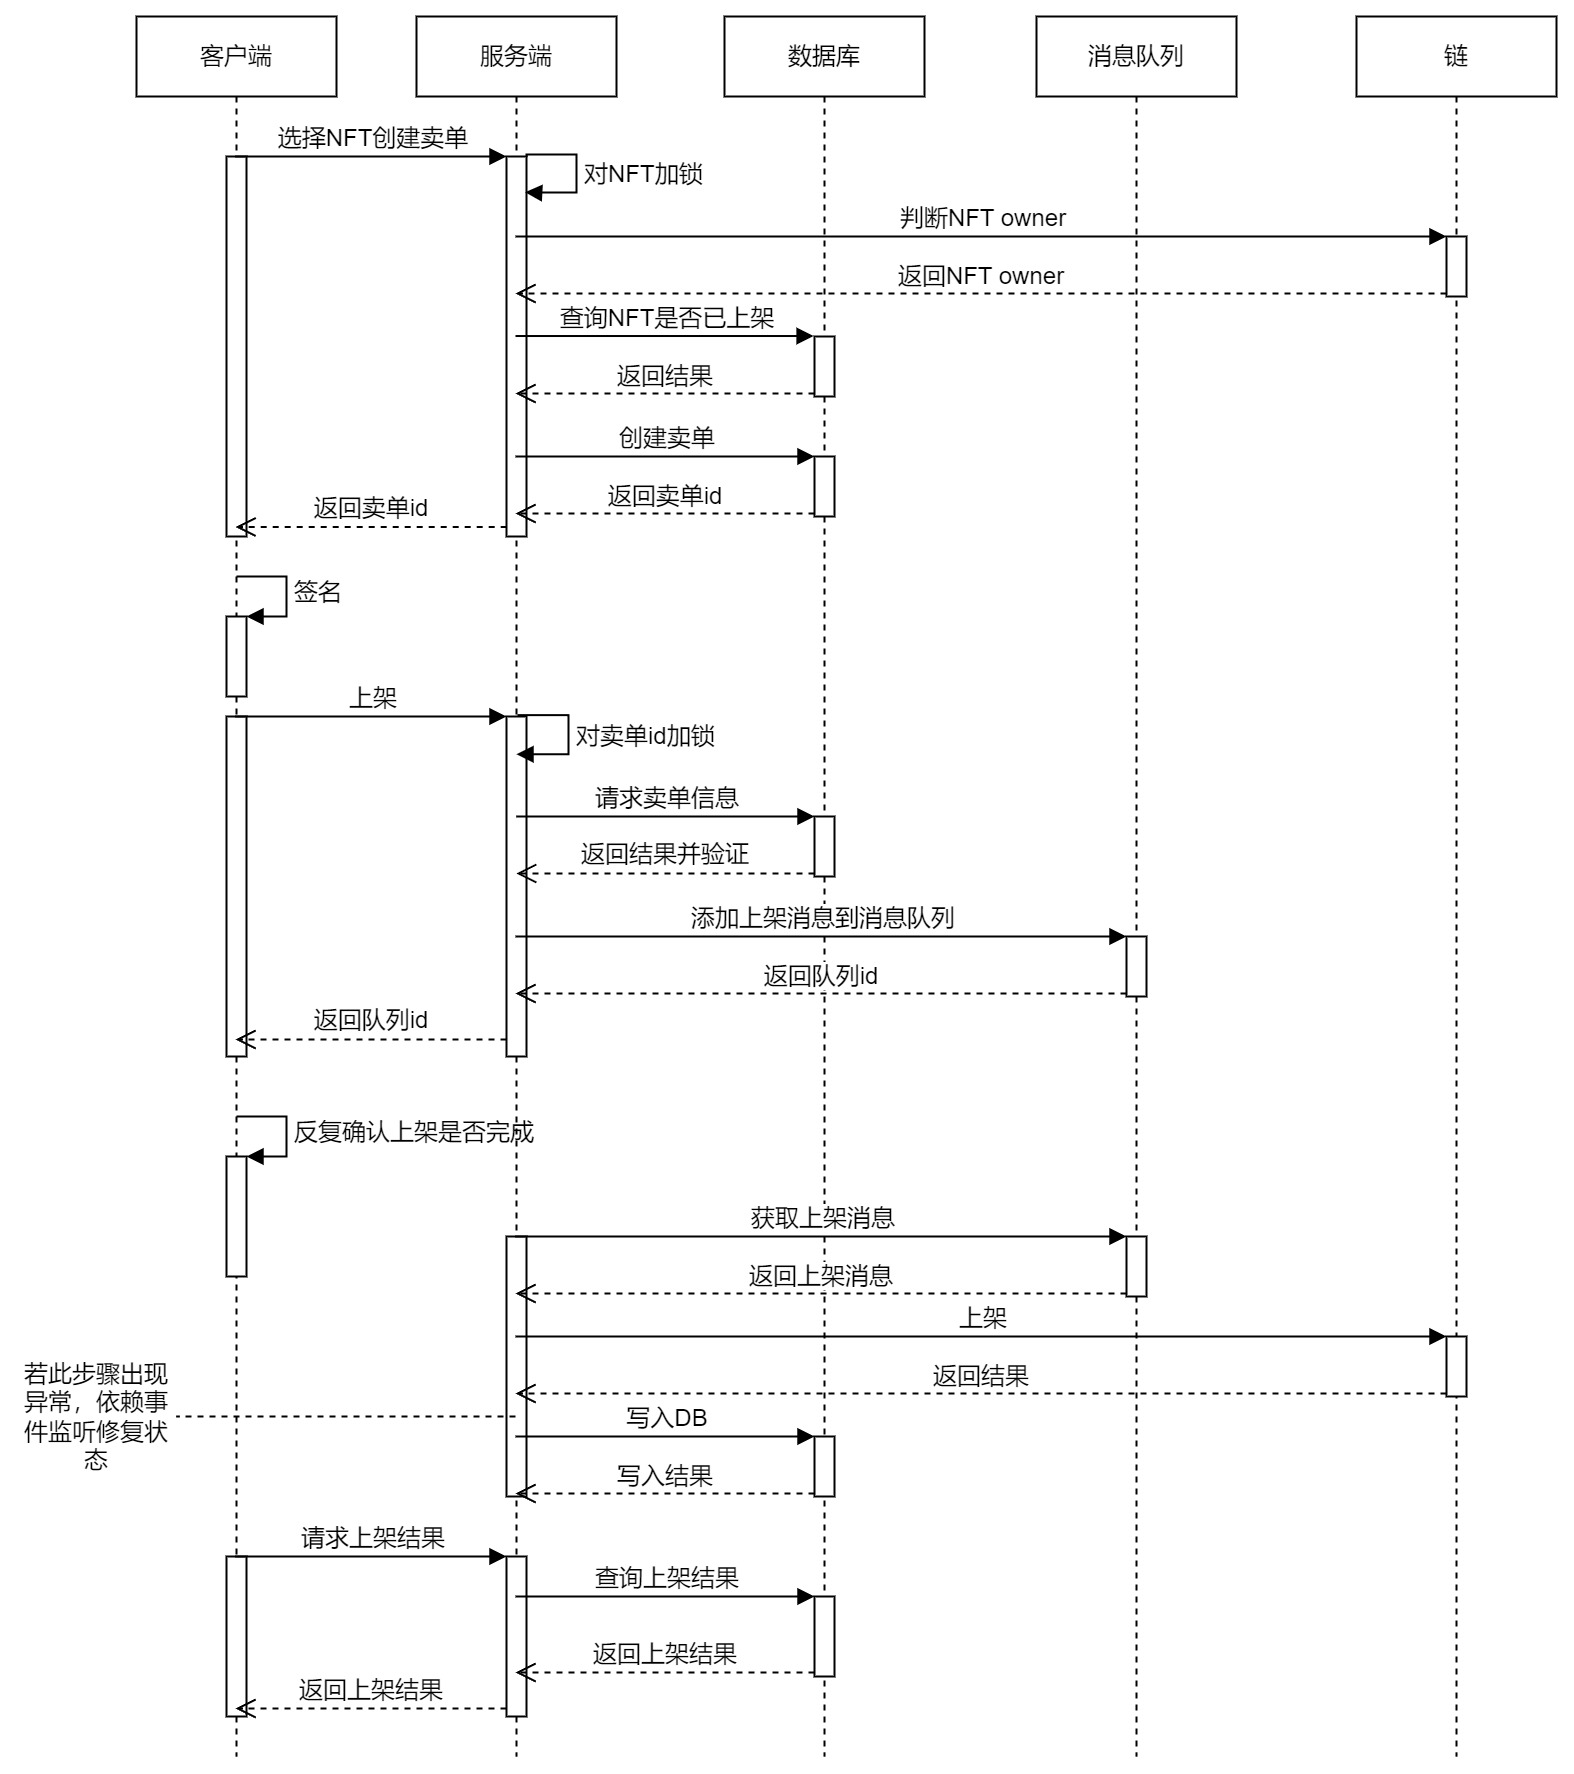 客户端
服务端
数据库
消息队列
链
选择NFT创建卖单
对NFT加锁
判断NFT owner
返回NFT owner
查询NFT是否已上架
返回结果
创建卖单
返回卖单id
返回卖单id
签名
上架
对卖单id加锁
请求卖单信息
返回结果并验证
添加上架消息到消息队列
返回队列id
返回队列id
反复确认上架是否完成
获取上架消息
返回上架消息
上架
返回结果
若此步骤出现
异常，依赖事
件监听修复状
态
写入DB
写入结果
请求上架结果
查询上架结果
返回上架结果
返回上架结果